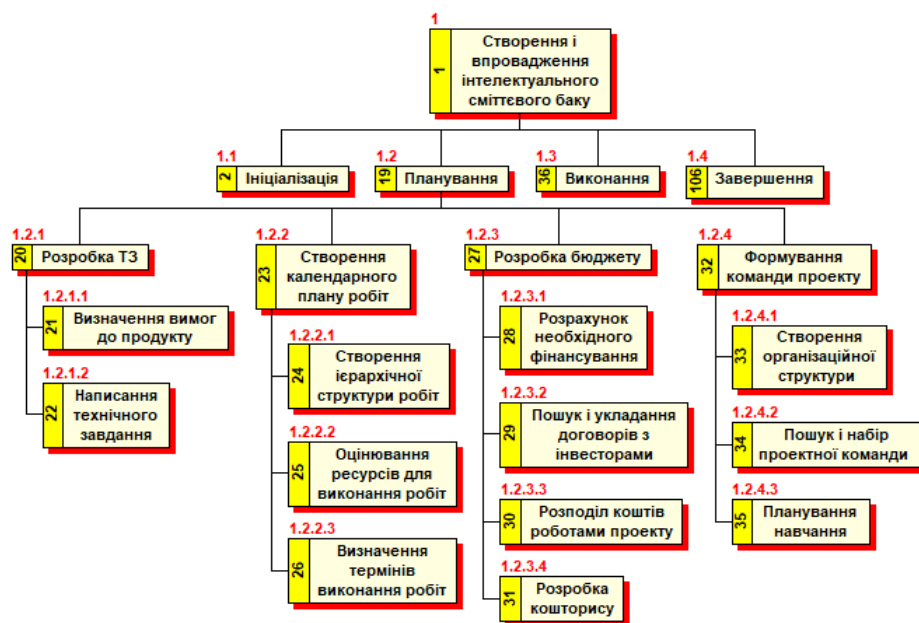 1
1
Створення і
впровадження
інтелектуального
сміттєвого баку
1.1
2
Ініціалізація
1.2
19
Планування
1.3
36
Виконання
1.4
106
Завершення
1.2.1
20
Розробка ТЗ
1.2.1.1
21
Визначення вимог
до продукту
1.2.1.2
22
Написання
технічного
завдання
1.2.2
23
Створення
календарного
плану робіт
1.2.2.1
24
Створення
ієрархічної
структури робіт
1.2.2.2
25
Оцінювання
ресурсів для
виконання робіт
1.2.2.3
26
Визначення
термінів
виконання робіт
1.2.3
27
Розробка бюджету
1.2.3.1
28
Розрахунок
необхідного
фінансування
1.2.3.2
29
Пошук і укладання
договорів з
інвесторами
1.2.3.3
30
Розподіл коштів
роботами проекту
1.2.3.4
31
Розробка
кошторису
1.2.4
32
Формування
команди проекту
1.2.4.1
33
Створення
організаційної
структури
1.2.4.2
34
Пошук і набір
проектної команди
1.2.4.3
35
Планування
навчання